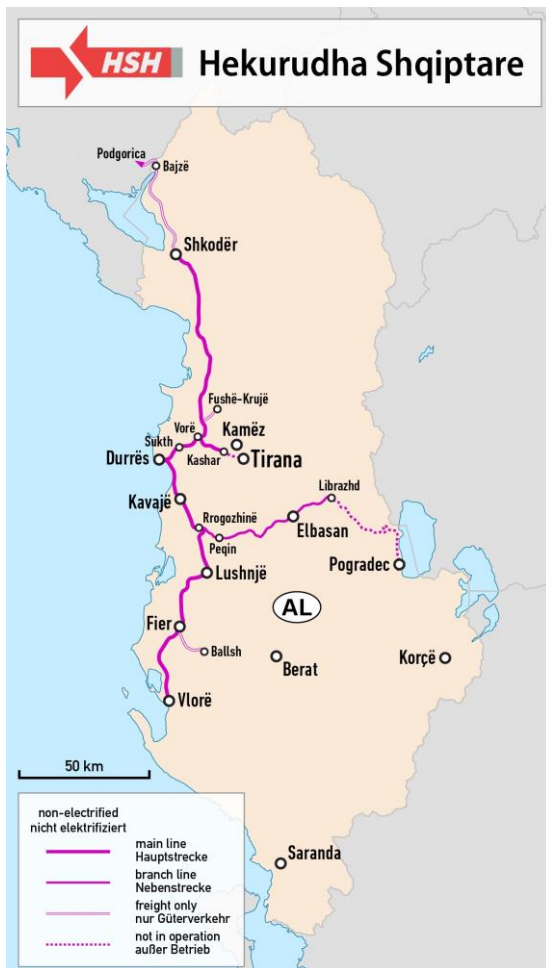 HSH Hekurudha Shqiptare
Podgorica
Bajzë
Shkodër
Fushë-Krujë
Vorë
Kamëz
Sukth
Durrës
Kashar
Tirana
Librazhd
Kavajë
Rrogozhinë
Elbasan
Peqin
Pogradec
Lushnjë
AL
Fier
Ballsh
Berat
Korçë
Vlorë
50 km
non-electrified
nicht elektrifiziert
main line
Hauptstrecke
branch line
Nebenstrecke
freight only
nur Güterverkehr
not in operation
außer Betrieb
Saranda